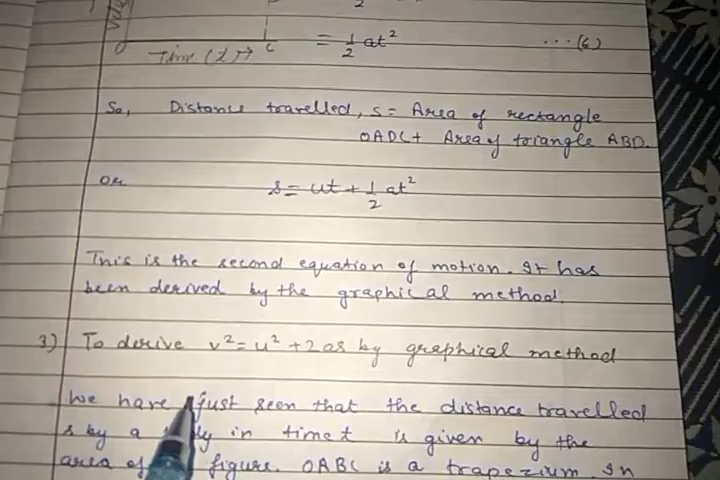 2
Time (t) → C
= 1/2 at² ...(6)
So, Distance travelled, s = Area of rectangle
OADC + Area of triangle ABD.
OR s = ut + 1/2 at²
This is the second equation of motion. It has
been derived by the graphical method
3) To derive v² = u² + 2as by graphical method
We have just seen that the distance travelled
s by a in time t is given by the
area of figure. OABC is a trapezium. In